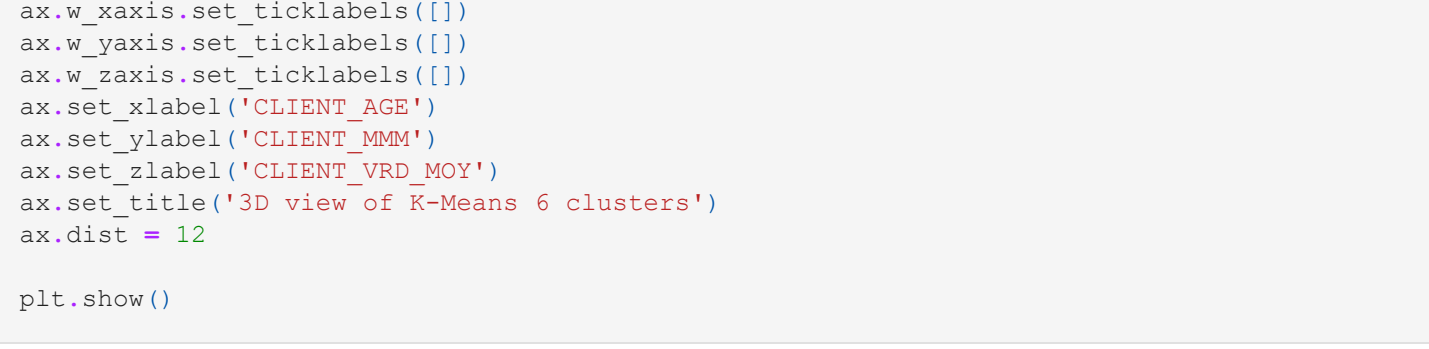 ax.w_xaxis.set_ticklabels([])
ax.w_yaxis.set_ticklabels([])
ax.w_zaxis.set_ticklabels([])
ax.set_xlabel('CLIENT_AGE')
ax.set_ylabel('CLIENT_MMM')
ax.set_zlabel('CLIENT_VRD_MOY')
ax.set_title('3D view of K-Means 6 clusters')
ax.dist = 12
plt.show()